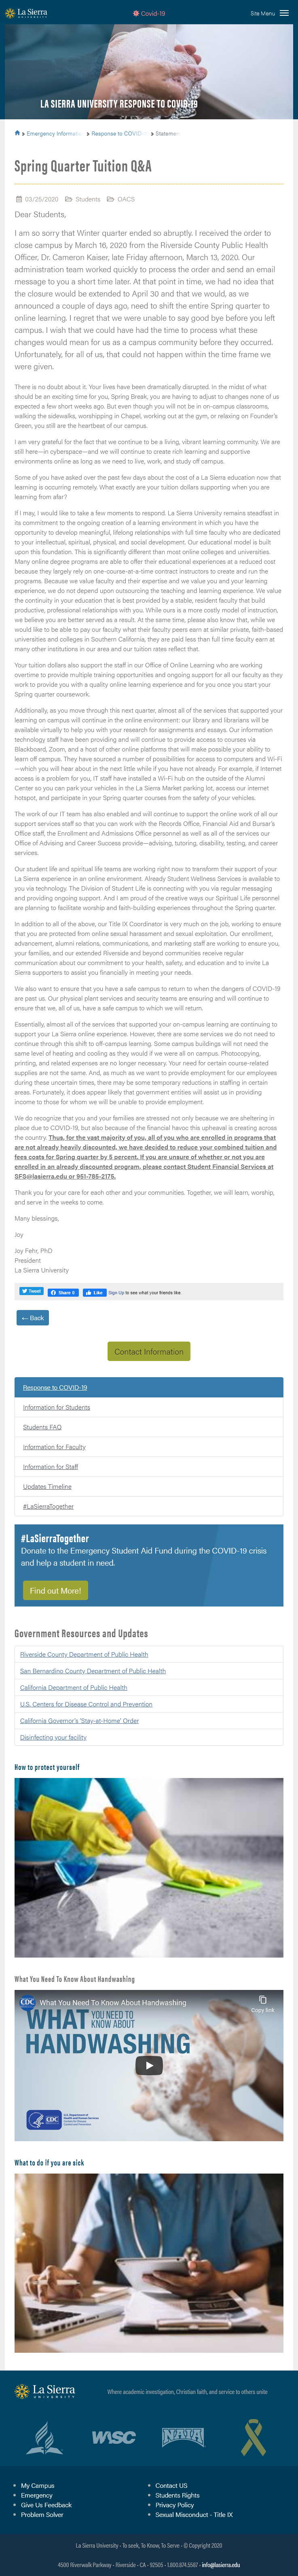 La Sierra
UNIVERSITY
Covid-19
Site Menu
LA SIERRA UNIVERSITY RESPONSE TO COVID-19
Emergency Informat
Response to COVID-
Stateme
Spring Quarter Tuition Q&A
03/25/2020 Students OACS
Dear Students,
I am so sorry that Winter quarter ended so abruptly. I received the order to
close campus by March 16, 2020 from the Riverside County Public Health
Officer, Dr. Cameron Kaiser, late Friday afternoon, March 13, 2020. Our
administration worked quickly to postpone the order and sent an email
message to you a mere six hours later. At that point in time, we had no idea that
the closure would be extended to April 30 and that we would, as we
announced a couple of days ago, need to shift the entire Spring quarter to
online learning. I regret that we were unable to say good bye before you left
campus. I wish that we could have had the time to process what these
changes would mean for us as a campus community before they started.
Unfortunately, for all of us, that could not happen within the time frame we
were given.
There is no doubt about it. Your lives have been dramatically disrupted. In the midst of what
should be an exciting time for you, Spring Break, you are having to adjust to changes none of us
expected a few short weeks ago. But even though you will not be in on-campus classrooms,
walking the sidewalks, worshipping in Chapel, working out at the gym, or relaxing on Founder's
Green, you are still the heartbeat of our campus.
I am very grateful for the fact that we continue to be a living, vibrant learning community. We are
still here—in cyberspace—and we will continue to create rich learning and supportive
environments online as long as we need to live, work, and study off campus.
Some of you have asked over the past few days about the cost of a La Sierra education now that
learning is occurring remotely. What exactly are your tuition dollars supporting when you are
learning from afar?
If I may, I would like to take a few moments to respond. La Sierra University remains steadfast in
its commitment to the ongoing creation of a learning environment in which you have the
opportunity to develop meaningful, lifelong relationships with full time faculty who are dedicated
to your intellectual, spiritual, physical, and social development. Our educational model is built
upon this foundation. This is significantly different from most other colleges and universities.
Many online degree programs are able to offer their educational experiences at a reduced cost
because they largely rely on one-course-at-a-time contract instructors to create and run the
learning experience, we do not depend upon outsourcing the teaching and learning experience. We value
the continuity in your education that is best provided by a stable, resident faculty that build
productive, professional relationships with you. While ours is a more costly model of instruction,
we believe you are better served as a result. At the same time, please also know that, while we
would like to be able to pay our faculty more than their faculty peers earn at similar private, faith-based
universities and colleges in Southern California, they are paid less than full time faculty earn at
many other institutions in our area and our tuition rates reflect that.
Your tuition dollars also support the staff in our Office of Online Learning who are working
overtime to provide multiple training opportunities and ongoing support for all our faculty as they
work to provide you with a quality online learning experience and for you as you start your
Spring quarter coursework.
Additionally, as you move through this next quarter, almost all of the services that supported your
learning on campus will continue in the online environment. For example, our librarians will be
available virtually to help you with your research for assignments and essays. Our information
technology staff have and will continue to provide access to courses via
Blackboard, Zoom, and a host of other online platforms that will make your ability to learn off
campus easy. They have sourced a number of possibilities for access to computers and Wi-Fi
—which you will hear about in the next little while if you have not already. For example, if Internet
access is a problem for you, IT staff have installed a Wi-Fi hub on the outside of the Alumni
Center so you can park your vehicles in the La Sierra Market parking lot, access our internet
hotspot, and participate in your Spring quarter courses from the safety of your vehicles.
The work of our IT team has also enabled and will continue to support the online work of our
support services staff so that you can work with the Records Office, Financial Aid and Bursar's
Office staff, the Enrollment and Admissions Office personnel as well as all of the services our
Office of Advising and Career Success provide: tutoring, disability services, advising, and career
advice.
Our student life and spiritual life teams are working right now to transform their support of your
La Sierra experience in an online environment. Already Student Wellness Services is available to
you via technology. The Division of Student Life is connecting with you via regular messaging
and providing ongoing support. And I am proud of the creative ways our Spiritual Life personnel
are planning to facilitate worship and faith-building experiences throughout the Spring quarter.
In addition to all of the above, our Title IX Coordinator is very much on the job, working to ensure
that you are protected from online sexual harassment and sexual exploitation. Our enrollment,
advancement, alumni relations, communications, and marketing staff are working to ensure you,
your families, and our extended Riverside and beyond communities receive regular
communication about our commitment to your health, safety, and education and to invite La
Sierra supporters to assist you financially in meeting your needs.
We also want to ensure that you have a safe campus to return to when the dangers of COVID-19
are past us. Our physical plant personnel as well as our deans are working and will continue to
ensure that we, all of us, have a safe campus to which we will return.
Essentially, almost all of the services that supported your on-campus learning are continuing to
support your La Sierra online experience. While there are some services we do not need to
continue through this shift to off-campus learning. Some campus buildings will not need the
same level of heating and cooling as they would if we were all on campus. Photocopying,
printing, and related expenses are no longer necessary. Your need for certain course-related
supplies are no longer needed. And, as much as we want to provide employment for our employees
during these uncertain times, there may be some temporary reductions in staffing in certain
areas. Fortunately, it does look like government entities will assist us in providing
income to those whom we will be unable to provide employment.
We do recognize that you and your families are stressed not only because we are sheltering in
place due to COVID-19, but also because of the financial havoc this upheaval is creating across
the country. Thus, for the vast majority of you, all of you who are enrolled in programs that
are not already heavily discounted, we have decided to reduce your combined tuition and
fees costs for Spring quarter by 5 percent. If you are unsure of whether or not you are
enrolled in an already discounted program, please contact Student Financial Services at
SFS@lasierra.edu or 951-785-2175.
Thank you for your care for each other and your communities. Together, we will learn, worship,
and serve in the weeks to come.
Many blessings,
Joy
Joy Fehr, PhD
President
La Sierra University
Tweet
Share 0
Like
Sign Up to see what your friends like.
← Back
Contact Information
Response to COVID-19
Information for Students
Students FAQ
Information for Faculty
Information for Staff
Updates Timeline
#LaSierraTogether
#LaSierraTogether
Donate to the Emergency Student Aid Fund during the COVID-19 crisis
and help a student in need.
Find out More!
Government Resources and Updates
Riverside County Department of Public Health
San Bernardino County Department of Public Health
California Department of Public Health
U.S. Centers for Disease Control and Prevention
California Governor's 'Stay-at-Home' Order
Disinfecting your facility
How to protect yourself
What You Need To Know About Handwashing
CDC What You Need To Know About Handwashing
Copy link
WHAT YOU NEED TO KNOW ABOUT
HANDWASHING
CDC
What to do if you are sick
La Sierra
UNIVERSITY
Where academic investigation, Christian faith, and service to others unite
WASC
My Campus
Emergency
Give Us Feedback
Problem Solver
Contact US
Students Rights
Privacy Policy
Sexual Misconduct - Title IX
La Sierra University - To seek, To Know, To Serve - © Copyright 2020
4500 Riverwalk Parkway - Riverside - CA - 92505 - 1.800.874.5587 - info@lasierra.edu